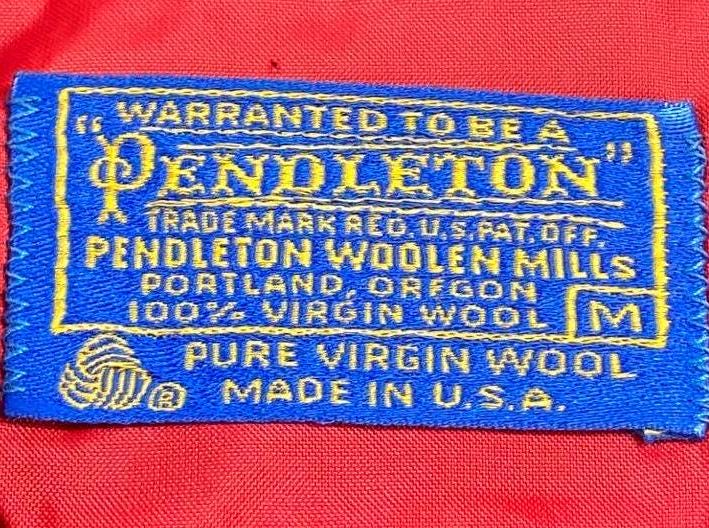 WARRANTED TO BE A
"PENDLETON"
TRADE MARK REG. U.S. PAT. OFF.
PENDLETON WOOLEN MILLS
PORTLAND, OREGON
100% VIRGIN WOOL M
PURE VIRGIN WOOL
® MADE IN U.S.A.